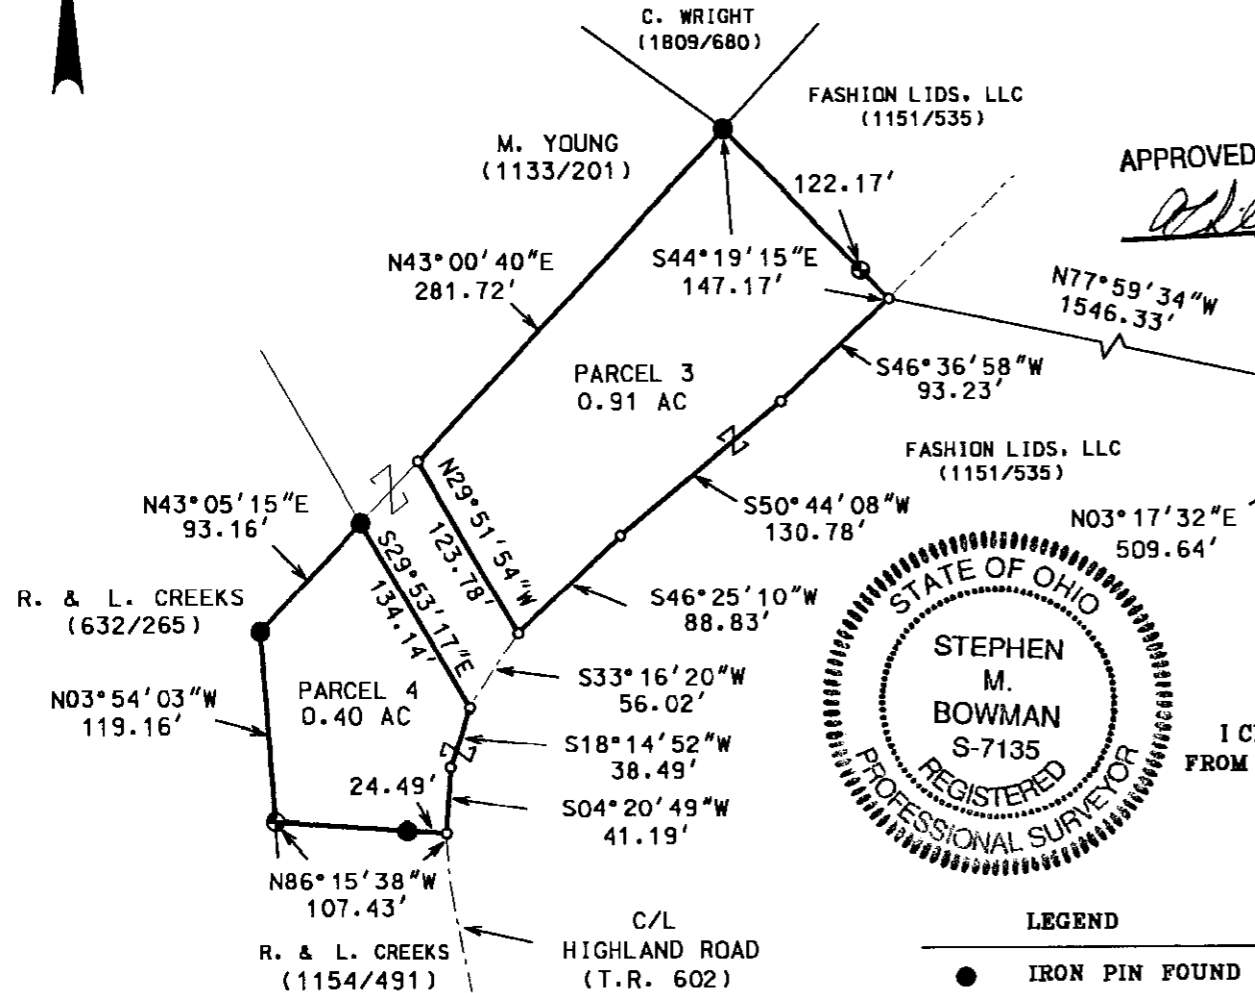 C. WRIGHT
(1809/680)
FASHION LIDS, LLC
(1151/535)
M. YOUNG
(1133/201)
APPROVED
122.17'
N43°00'40"E
281.72'
S44°19'15"E
147.17'
N77°59'34"W
1546.33'
PARCEL 3
0.91 AC
S46°36'58"W
93.23'
FASHION LIDS, LLC
(1151/535)
N43°05'15"E
93.16'
N29°51'54"W
123.78'
S50°44'08"W
130.78'
N03°17'32"E
509.64'
S29°53'17"E
134.14'
R. & L. CREEKS
(632/265)
S46°25'10"W
88.83'
STATE OF OHIO
STEPHEN
M.
BOWMAN
S-7135
REGISTERED
PROFESSIONAL SURVEYOR
N03°54'03"W
119.16'
PARCEL 4
0.40 AC
S33°16'20"W
56.02'
S18°14'52"W
38.49'
24.49'
S04°20'49"W
41.19'
FROM
N86°15'38"W
107.43'
R. & L. CREEKS
(1154/491)
C/L
HIGHLAND ROAD
(T.R. 602)
LEGEND
IRON PIN FOUND